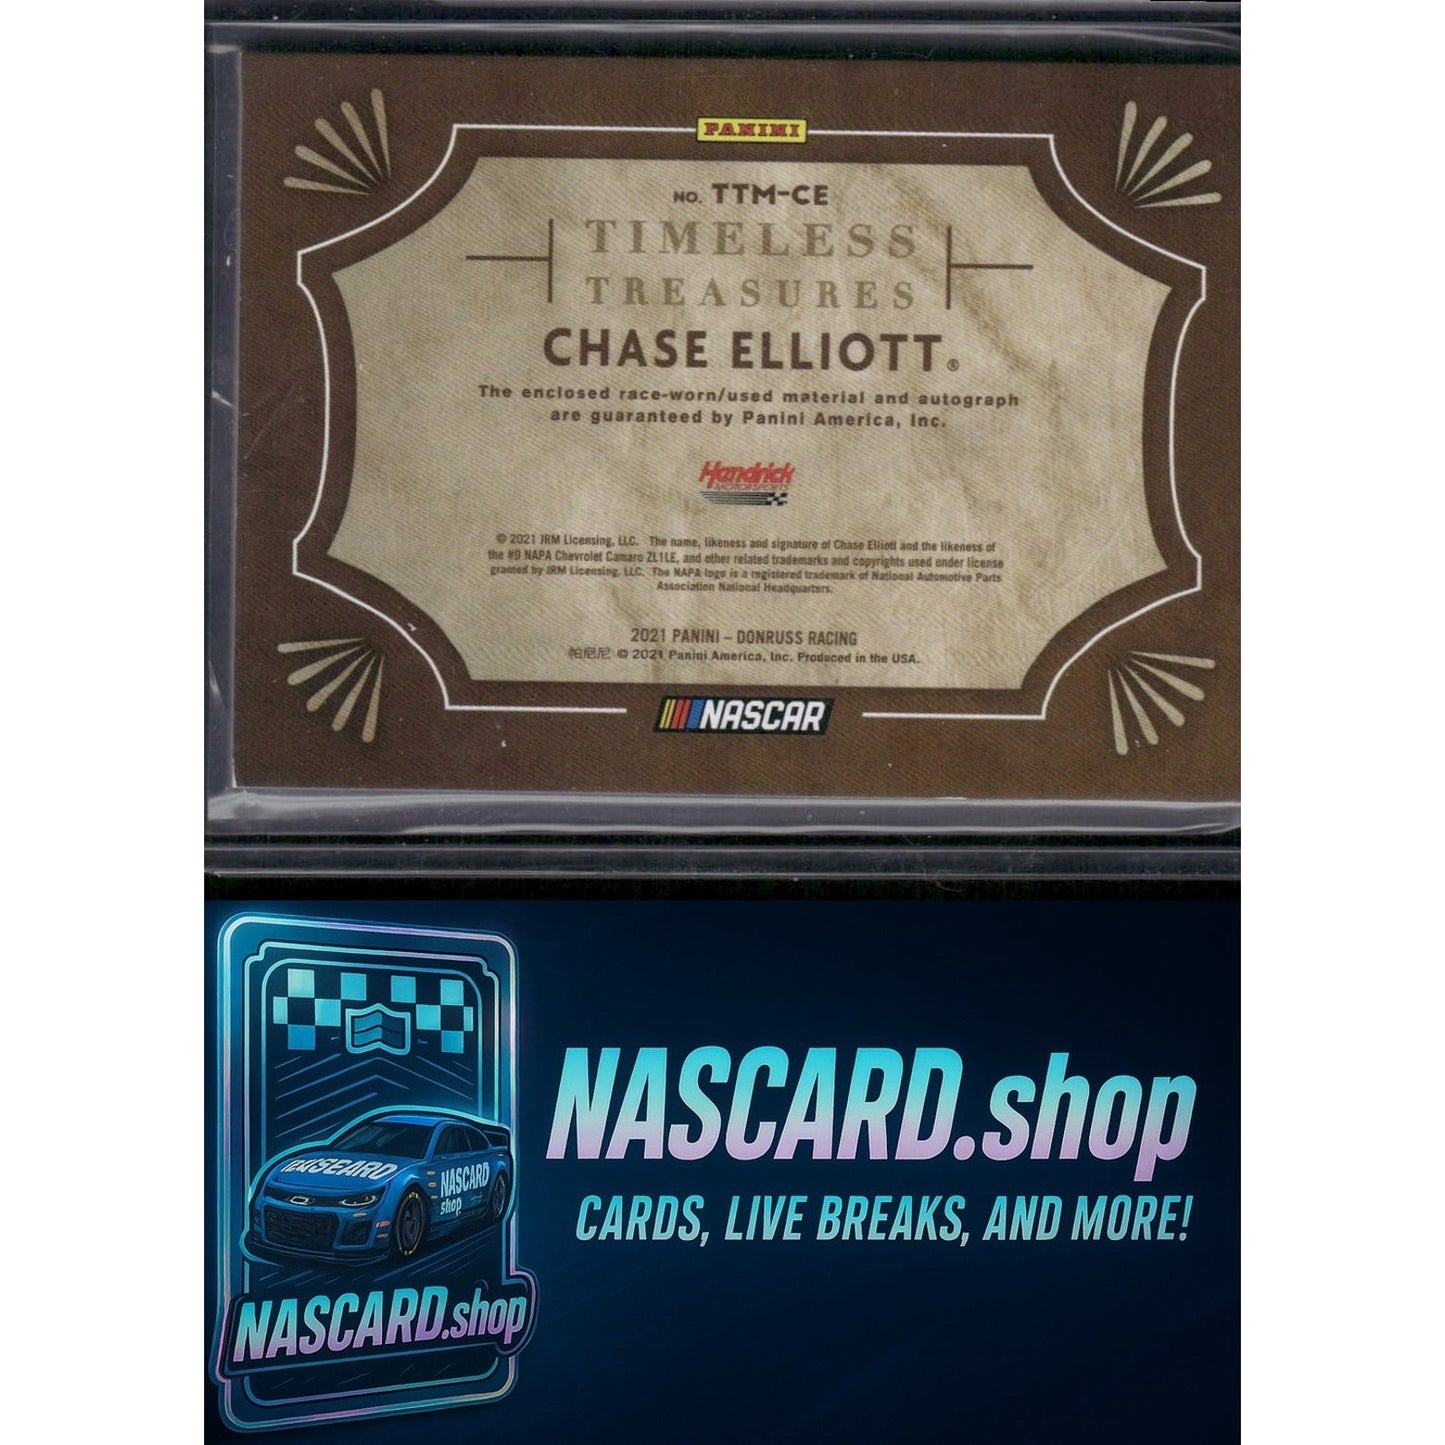 PANINI
NO. TTM-CE
TIMELESS
TREASURES
CHASE ELLIOTT®
The enclosed race-worn/used material and autograph
are guaranteed by Panini America, Inc.
Hendrick
MOTORSPORTS
© 2021 JRM Licensing, LLC. The name, likeness and signature of Chase Elliott and the likeness of
the #9 NAPA Chevrolet Camaro ZL1LE, and other related trademarks and copyrights used under license
granted by JRM Licensing, LLC. The NAPA logo is a registered trademark of National Automotive Parts
Association National Headquarters.
2021 PANINI – DONRUSS RACING
帕尼尼 © 2021 Panini America, Inc. Produced in the USA.
NASCAR
NASCARD.shop
CARDS, LIVE BREAKS, AND MORE!
NASCARD
shop
NASCARD.shop